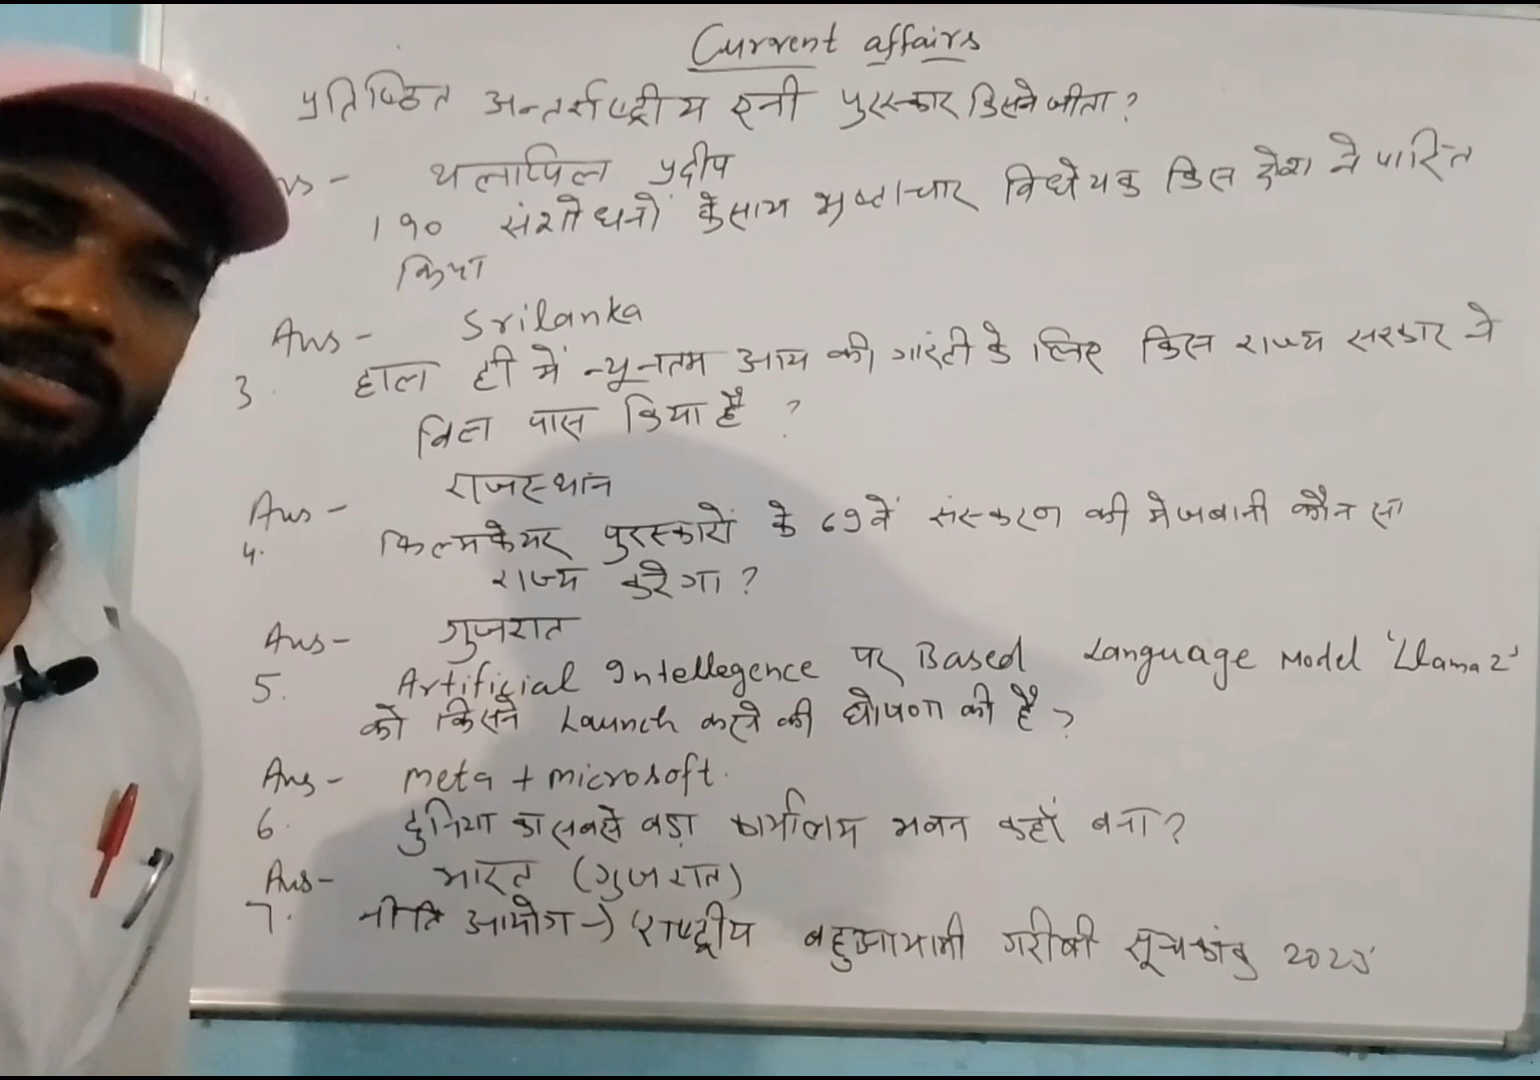 Current affairs
प्रतिष्ठित अन्तर्राष्ट्रीय इनी पुरस्कार किसने जीता?
ns - थलाप्पिल प्रदीप
190 संशोधनों के साथ भ्रष्टाचार विधेयक किस देश ने पारित
किया
Ans - Srilanka
3. हाल ही में न्यूनतम आय की गारंटी के लिए किस राज्य सरकार ने
बिल पास किया है ?
Ans - राजस्थान
4. फिल्मफेयर पुरस्कारों के 69वें संस्करण की मेजबानी कौन सा
राज्य करेगा ?
Ans - गुजरात
5. Artificial Intellegence पर Based Language Model 'Llama 2'
को किसने Launch करने की घोषणा की है ?
Ans - meta + microsoft.
6. दुनिया का सबसे बड़ा कार्यालय भवन कहाँ बना ?
Ans - भारत (गुजरात)
7. नीति आयोग → राष्ट्रीय बहुआयामी गरीबी सूचकांक 2023